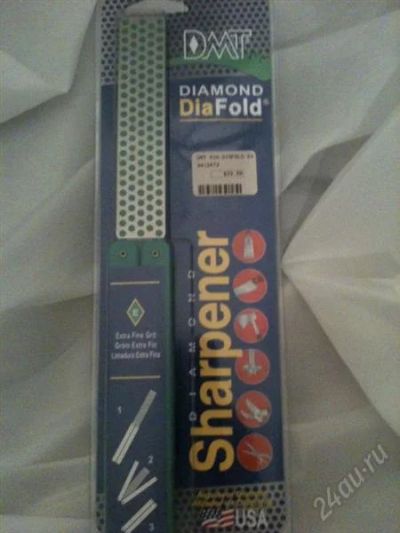 DMT
DIAMOND
DiaFold®
DIAMOND
Sharpener
E
Extra Fine Grit
Grain Extra Fin
Limadura Extra Fina
1
2
3
USA
24au.ru